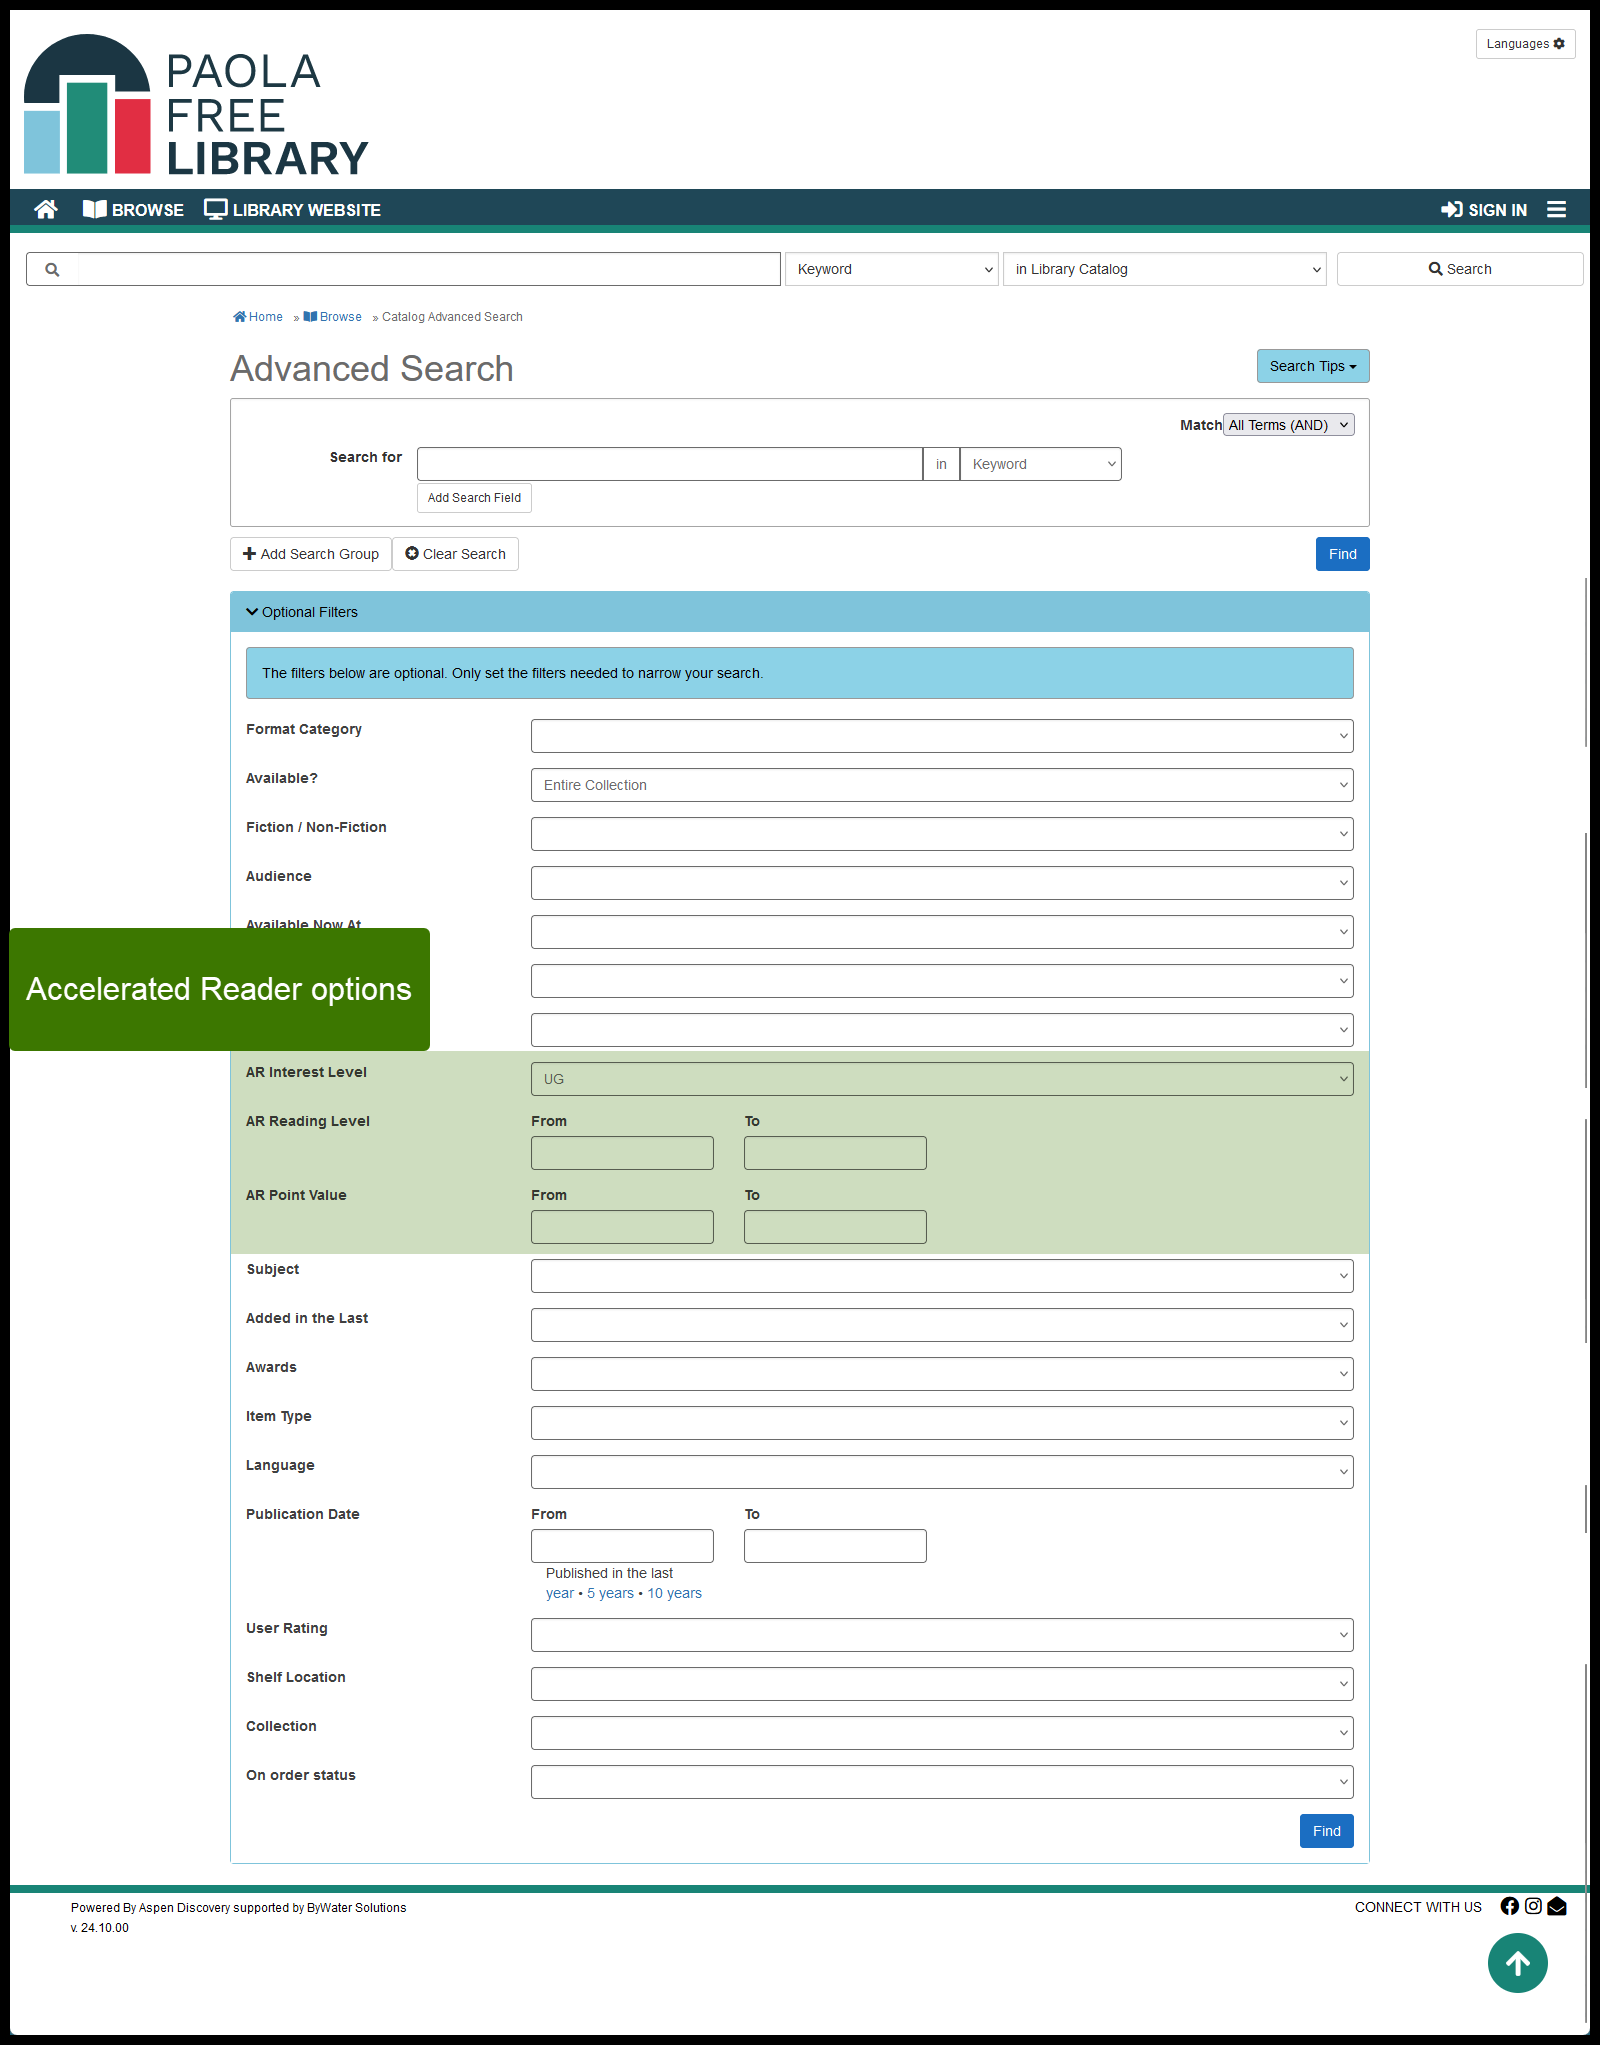 PAOLA
FREE
LIBRARY
Languages
BROWSE LIBRARY WEBSITE SIGN IN
Keyword in Library Catalog Search
Home » Browse » Catalog Advanced Search
Advanced Search
Search Tips
Match All Terms (AND)
Search for in Keyword
Add Search Field
Add Search Group Clear Search Find
Optional Filters
The filters below are optional. Only set the filters needed to narrow your search.
Format Category
Available? Entire Collection
Fiction / Non-Fiction
Audience
Available Now At
Accelerated Reader options
AR Interest Level UG
AR Reading Level From To
AR Point Value From To
Subject
Added in the Last
Awards
Item Type
Language
Publication Date From To
Published in the last
year • 5 years • 10 years
User Rating
Shelf Location
Collection
On order status
Find
Powered By Aspen Discovery supported by ByWater Solutions CONNECT WITH US
v. 24.10.00